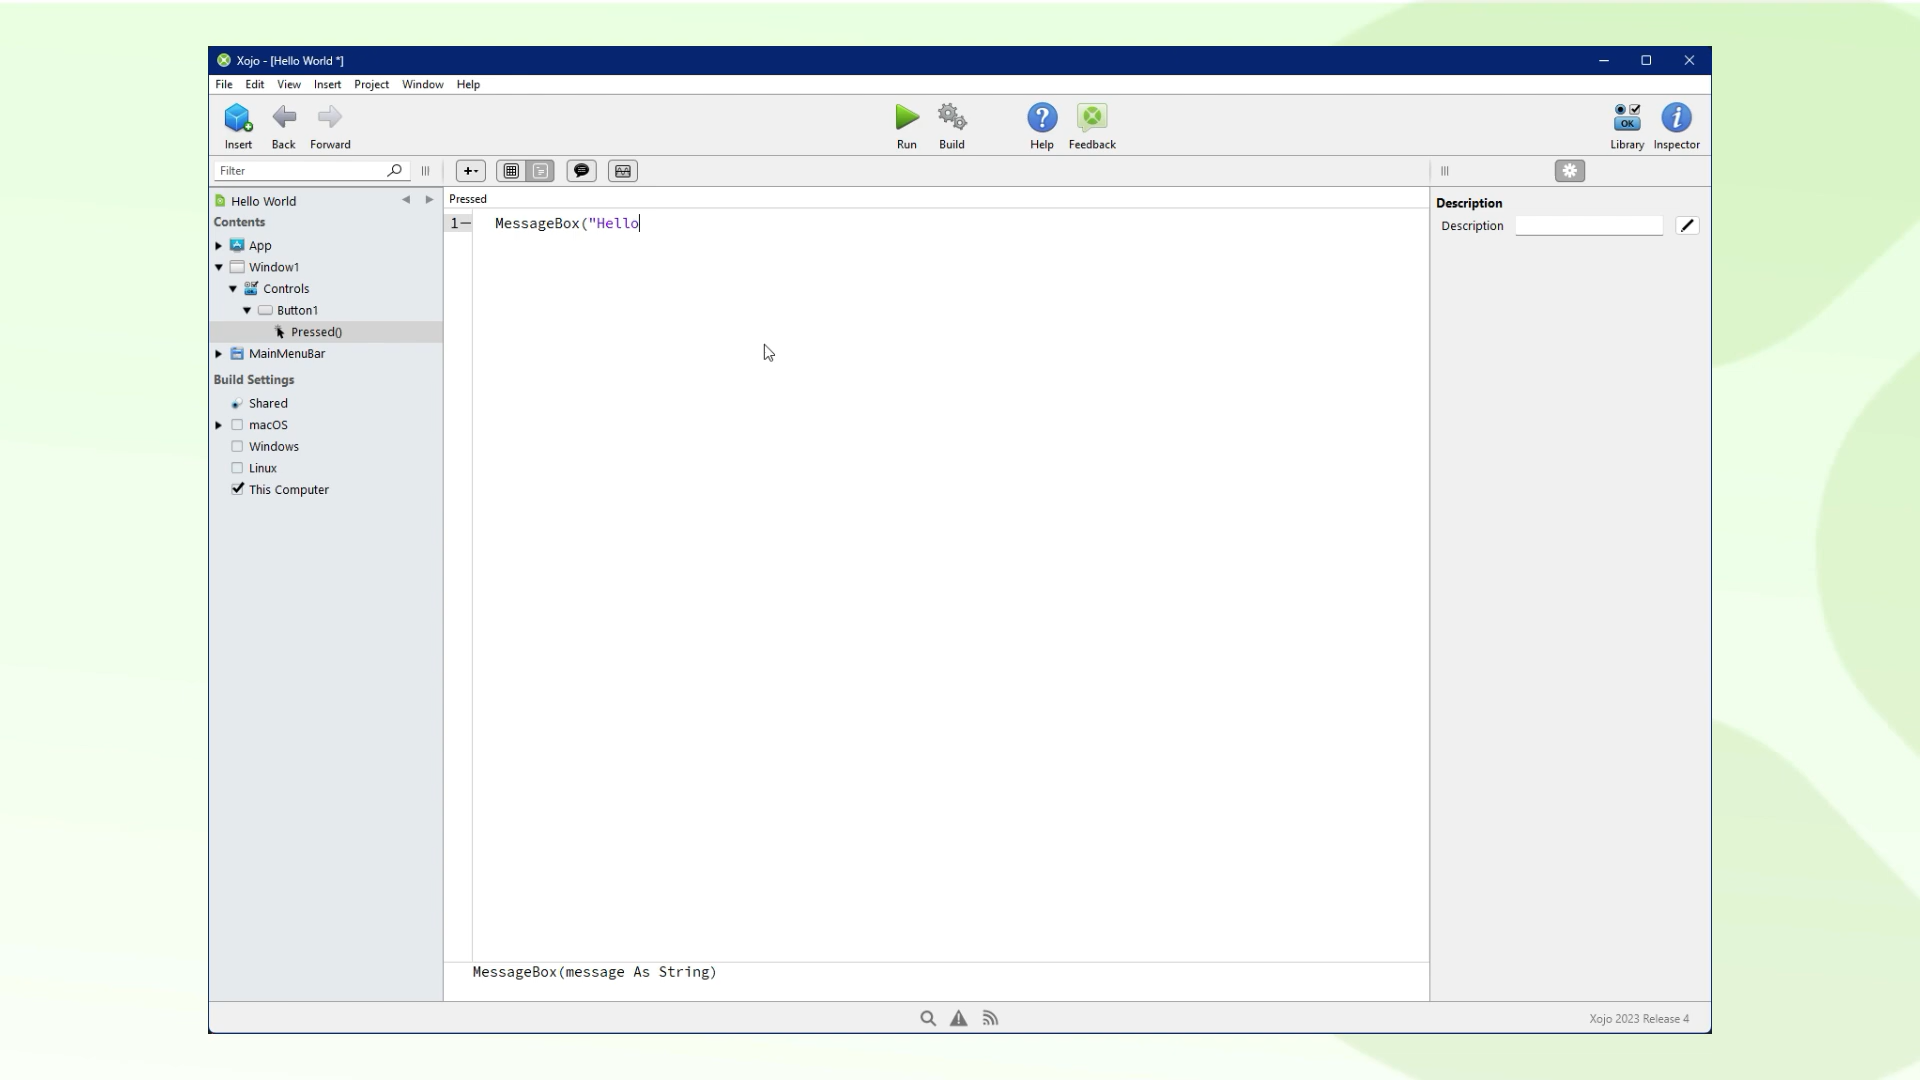 Xojo - [Hello World *]
File Edit View Insert Project Window Help
Insert Back Forward Run Build Help Feedback OK Library Inspector
Filter
Hello World
Contents
App
Window1
Controls
Button1
Pressed()
MainMenuBar
Build Settings
Shared
macOS
Windows
Linux
This Computer
Pressed
1 MessageBox("Hello
MessageBox(message As String)
Description
Description
Xojo 2023 Release 4